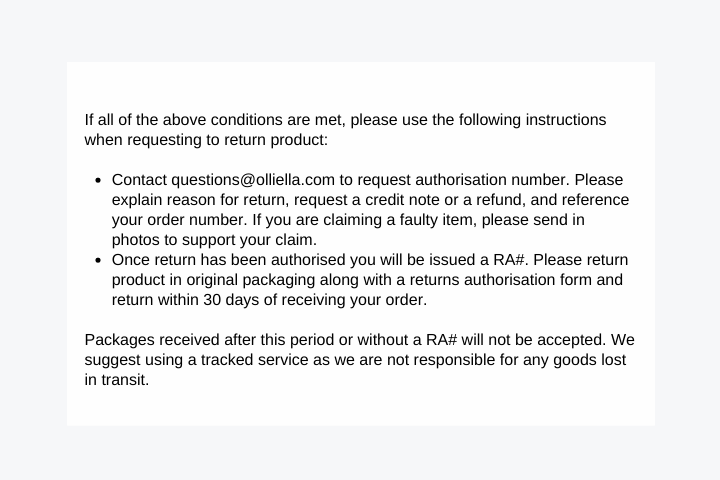 If all of the above conditions are met, please use the following instructions
when requesting to return product:
• Contact questions@olliella.com to request authorisation number. Please
explain reason for return, request a credit note or a refund, and reference
your order number. If you are claiming a faulty item, please send in
photos to support your claim.
• Once return has been authorised you will be issued a RA#. Please return
product in original packaging along with a returns authorisation form and
return within 30 days of receiving your order.
Packages received after this period or without a RA# will not be accepted. We
suggest using a tracked service as we are not responsible for any goods lost
in transit.